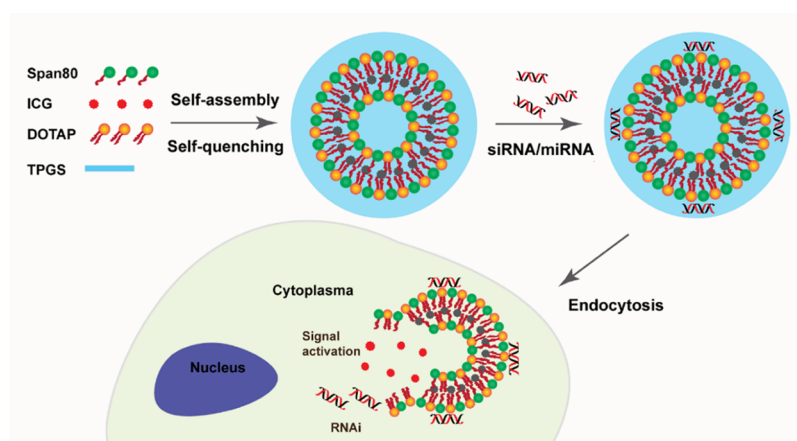 Span80
ICG
DOTAP
TPGS
Self-assembly
Self-quenching
siRNA/miRNA
Endocytosis
Cytoplasma
Signal
activation
Nucleus
RNAi